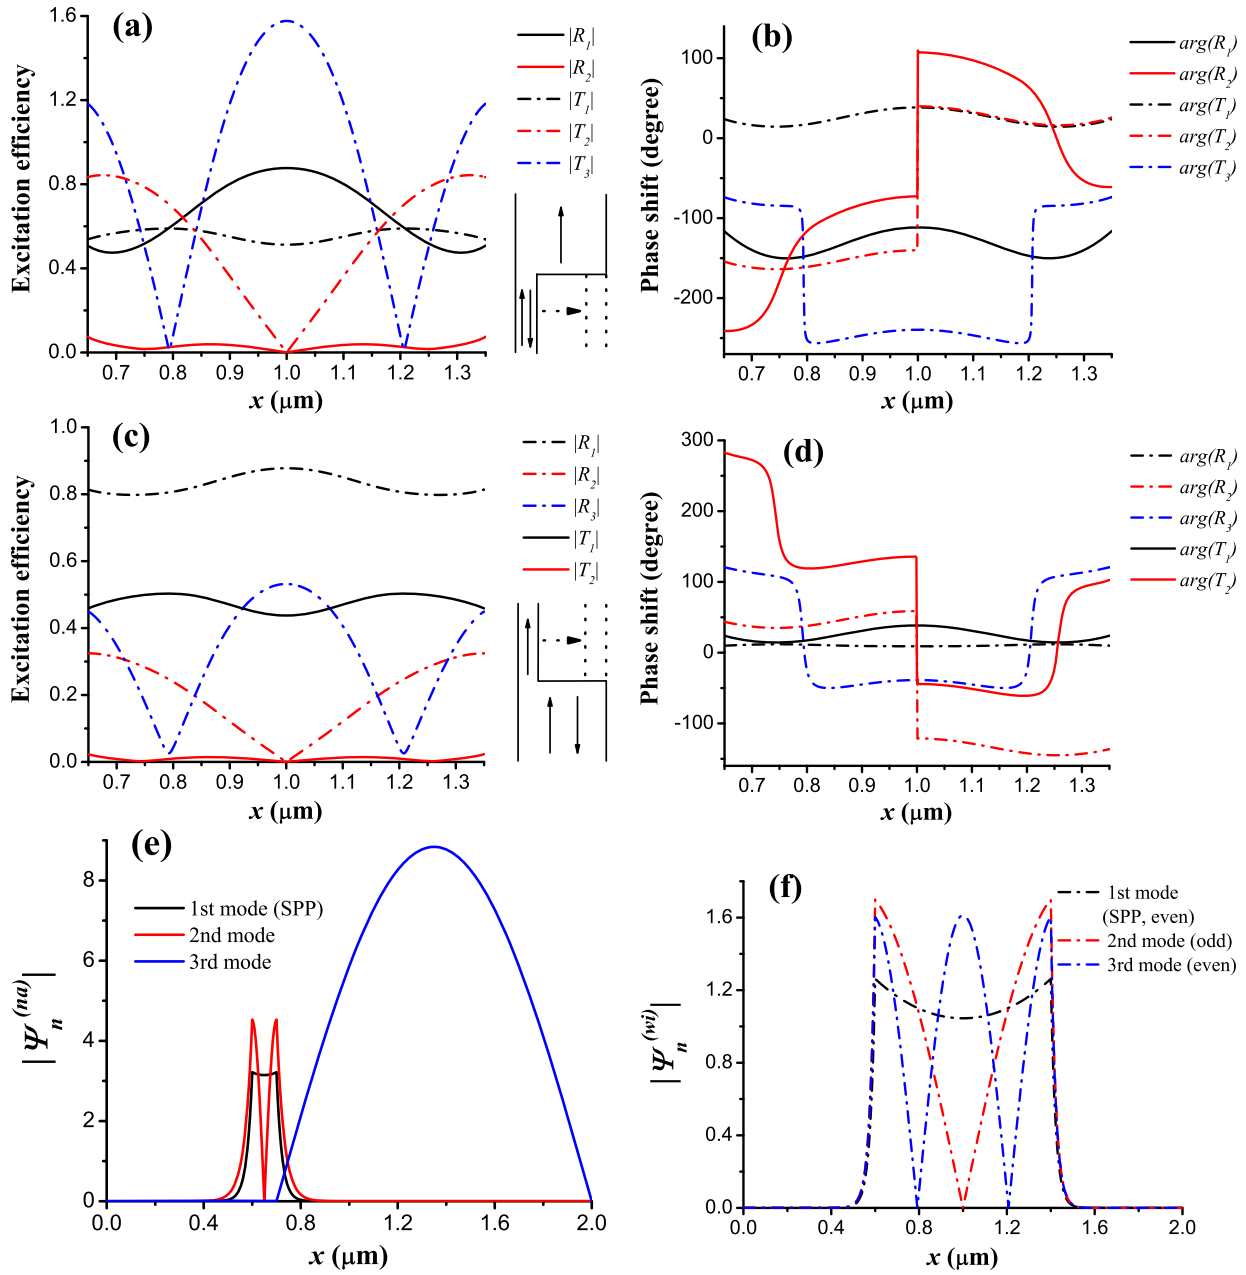 (a)
1.6
1.2
0.8
0.4
0.0
0.7 0.8 0.9 1.0 1.1 1.2 1.3
Excitation efficiency
x (μm)
|R1|
|R2|
|T1|
|T2|
|T3|
(b)
100
0
-100
-200
0.7 0.8 0.9 1.0 1.1 1.2 1.3
Phase shift (degree)
x (μm)
arg(R1)
arg(R2)
arg(T1)
arg(T2)
arg(T3)
(c)
1.0
0.8
0.6
0.4
0.2
0.0
0.7 0.8 0.9 1.0 1.1 1.2 1.3
Excitation efficiency
x (μm)
|R1|
|R2|
|R3|
|T1|
|T2|
(d)
300
200
100
0
-100
0.7 0.8 0.9 1.0 1.1 1.2 1.3
Phase shift (degree)
x (μm)
arg(R1)
arg(R2)
arg(R3)
arg(T1)
arg(T2)
(e)
8
6
4
2
0
0.0 0.4 0.8 1.2 1.6 2.0
|Ψn(na)|
x (μm)
1st mode (SPP)
2nd mode
3rd mode
(f)
1.6
1.2
0.8
0.4
0.0
0.0 0.4 0.8 1.2 1.6 2.0
|Ψn(wi)|
x (μm)
1st mode
(SPP, even)
2nd mode (odd)
3rd mode (even)